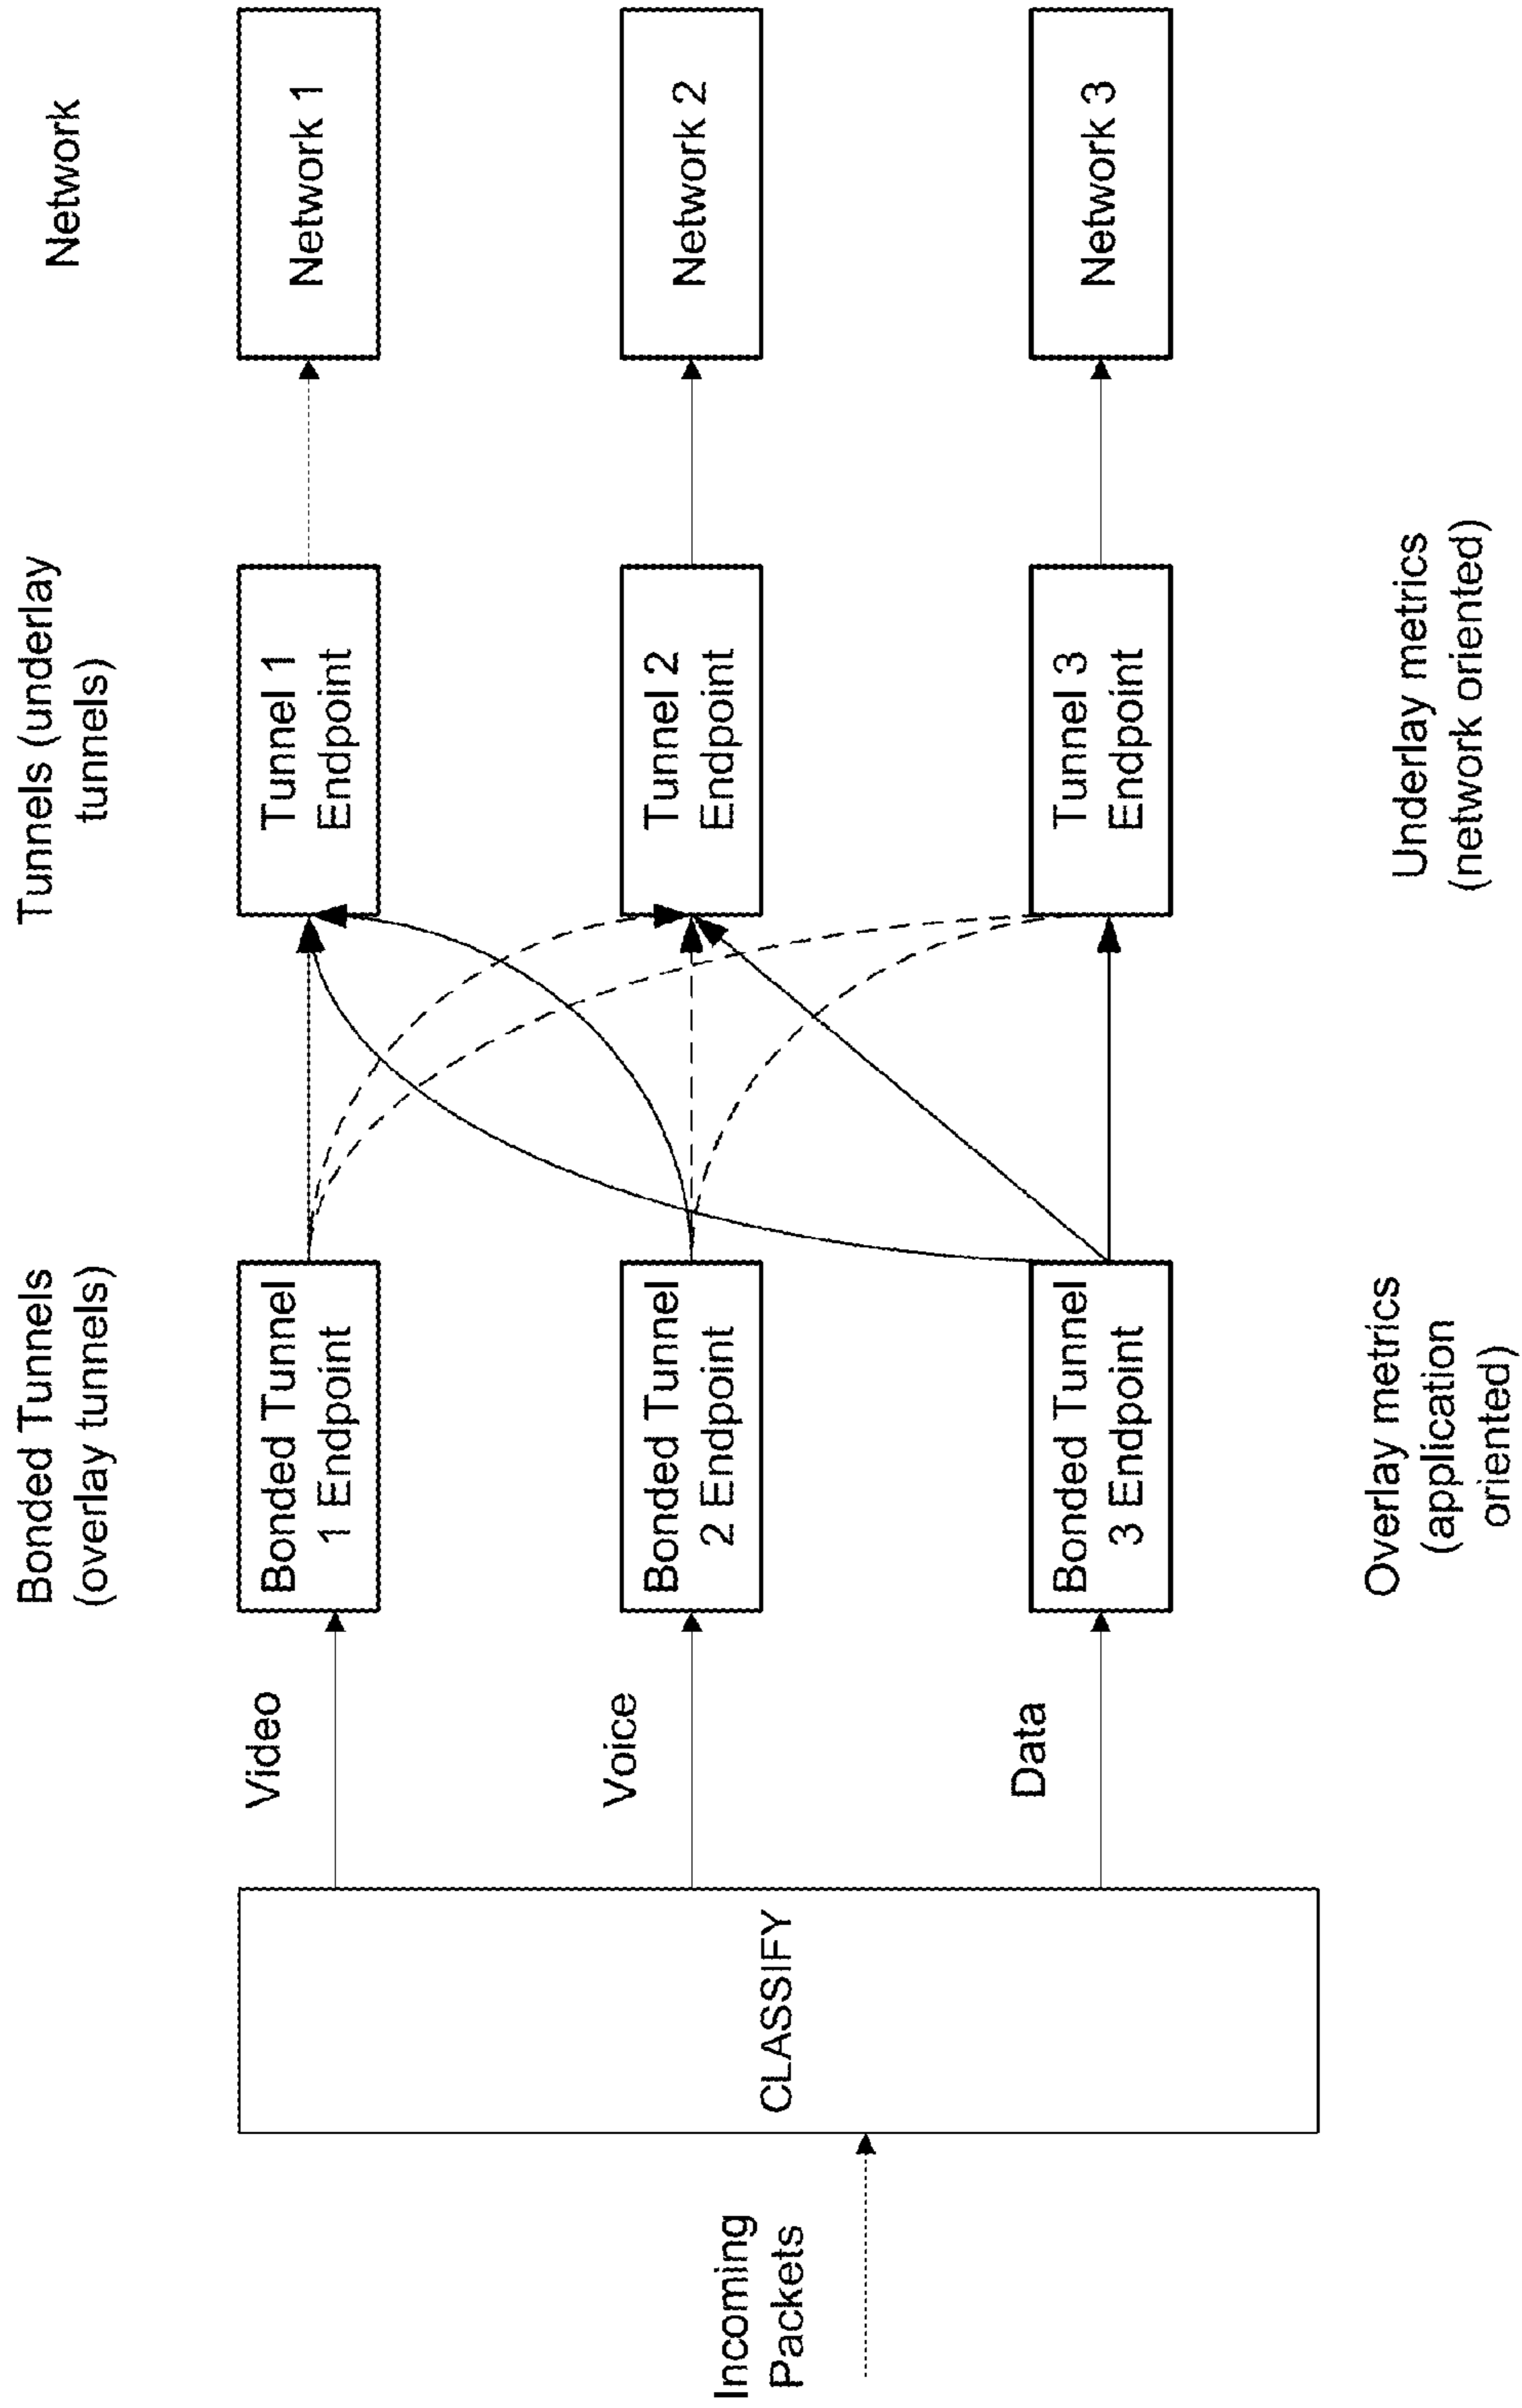 Bonded Tunnels
(overlay tunnels)
Tunnels (underlay
tunnels)
Network
Incoming
Packets
CLASSIFY
Video
Voice
Data
Bonded Tunnel
1 Endpoint
Bonded Tunnel
2 Endpoint
Bonded Tunnel
3 Endpoint
Tunnel 1
Endpoint
Tunnel 2
Endpoint
Tunnel 3
Endpoint
Network 1
Network 2
Network 3
Overlay metrics
(application
oriented)
Underlay metrics
(network oriented)